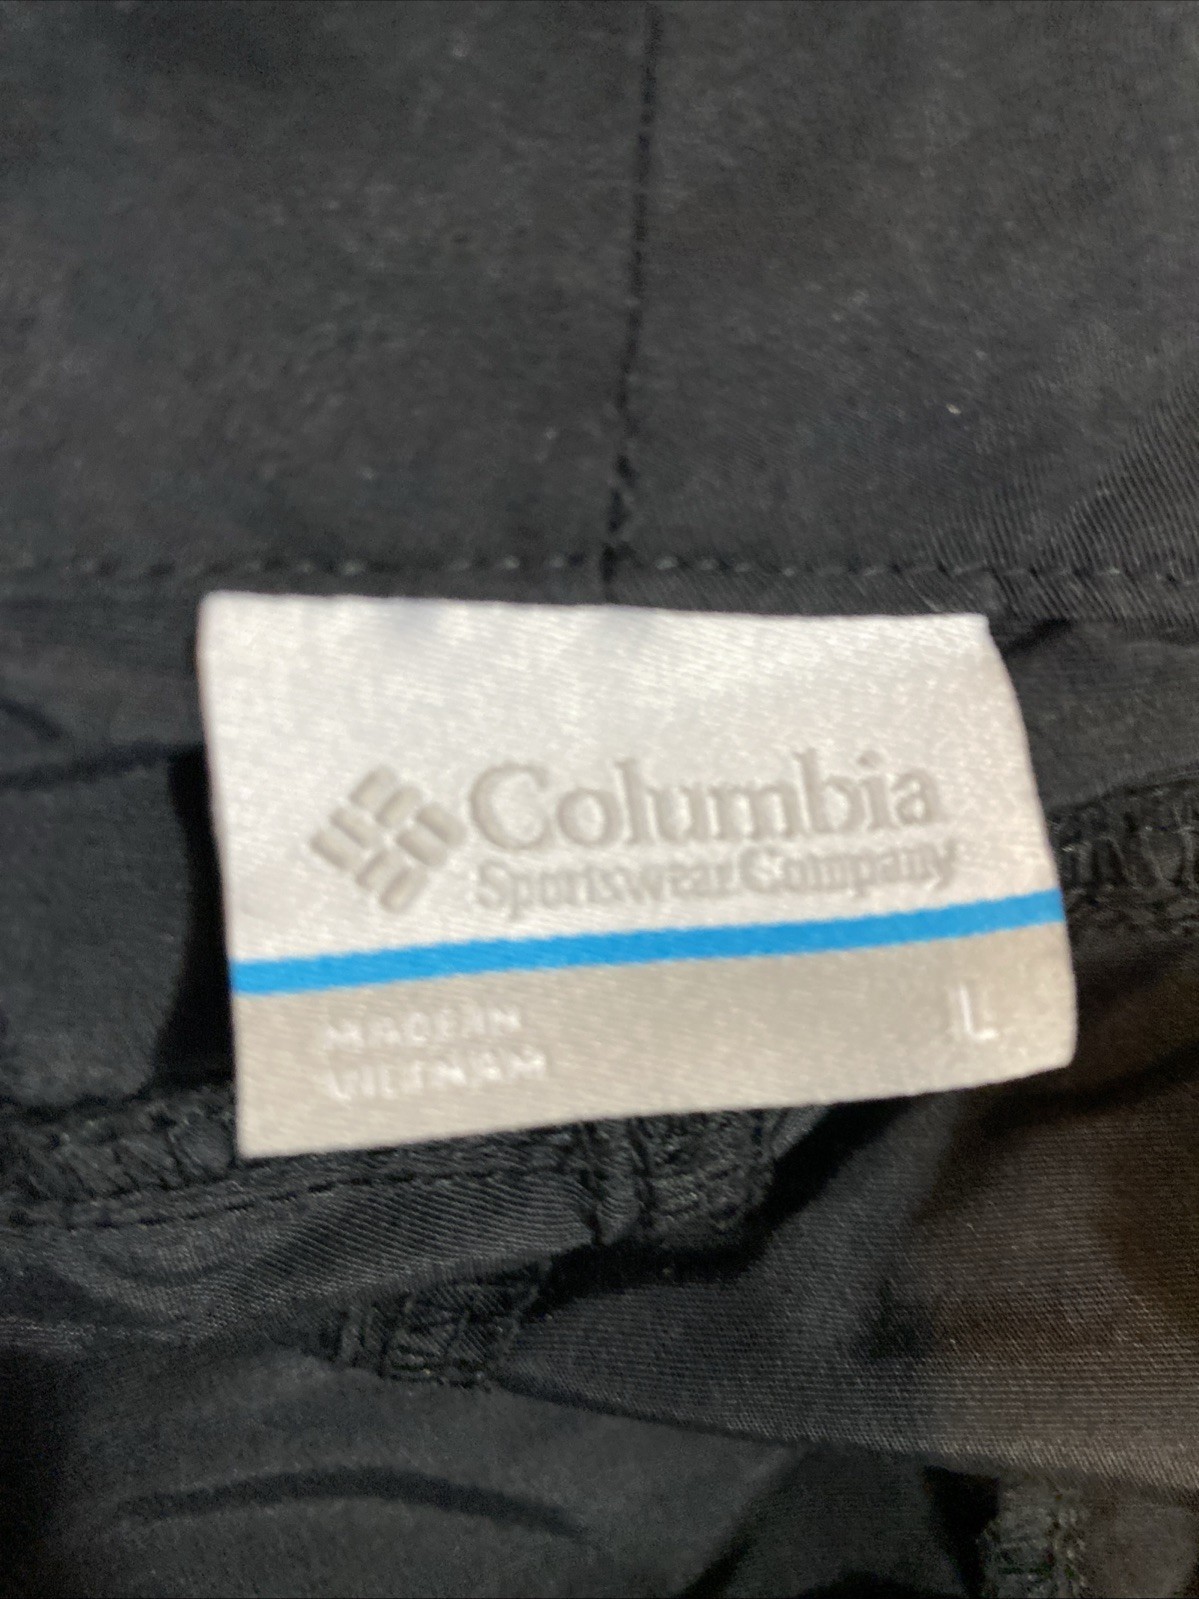 Columbia
Sportswear Company
MADE IN
VIETNAM
L